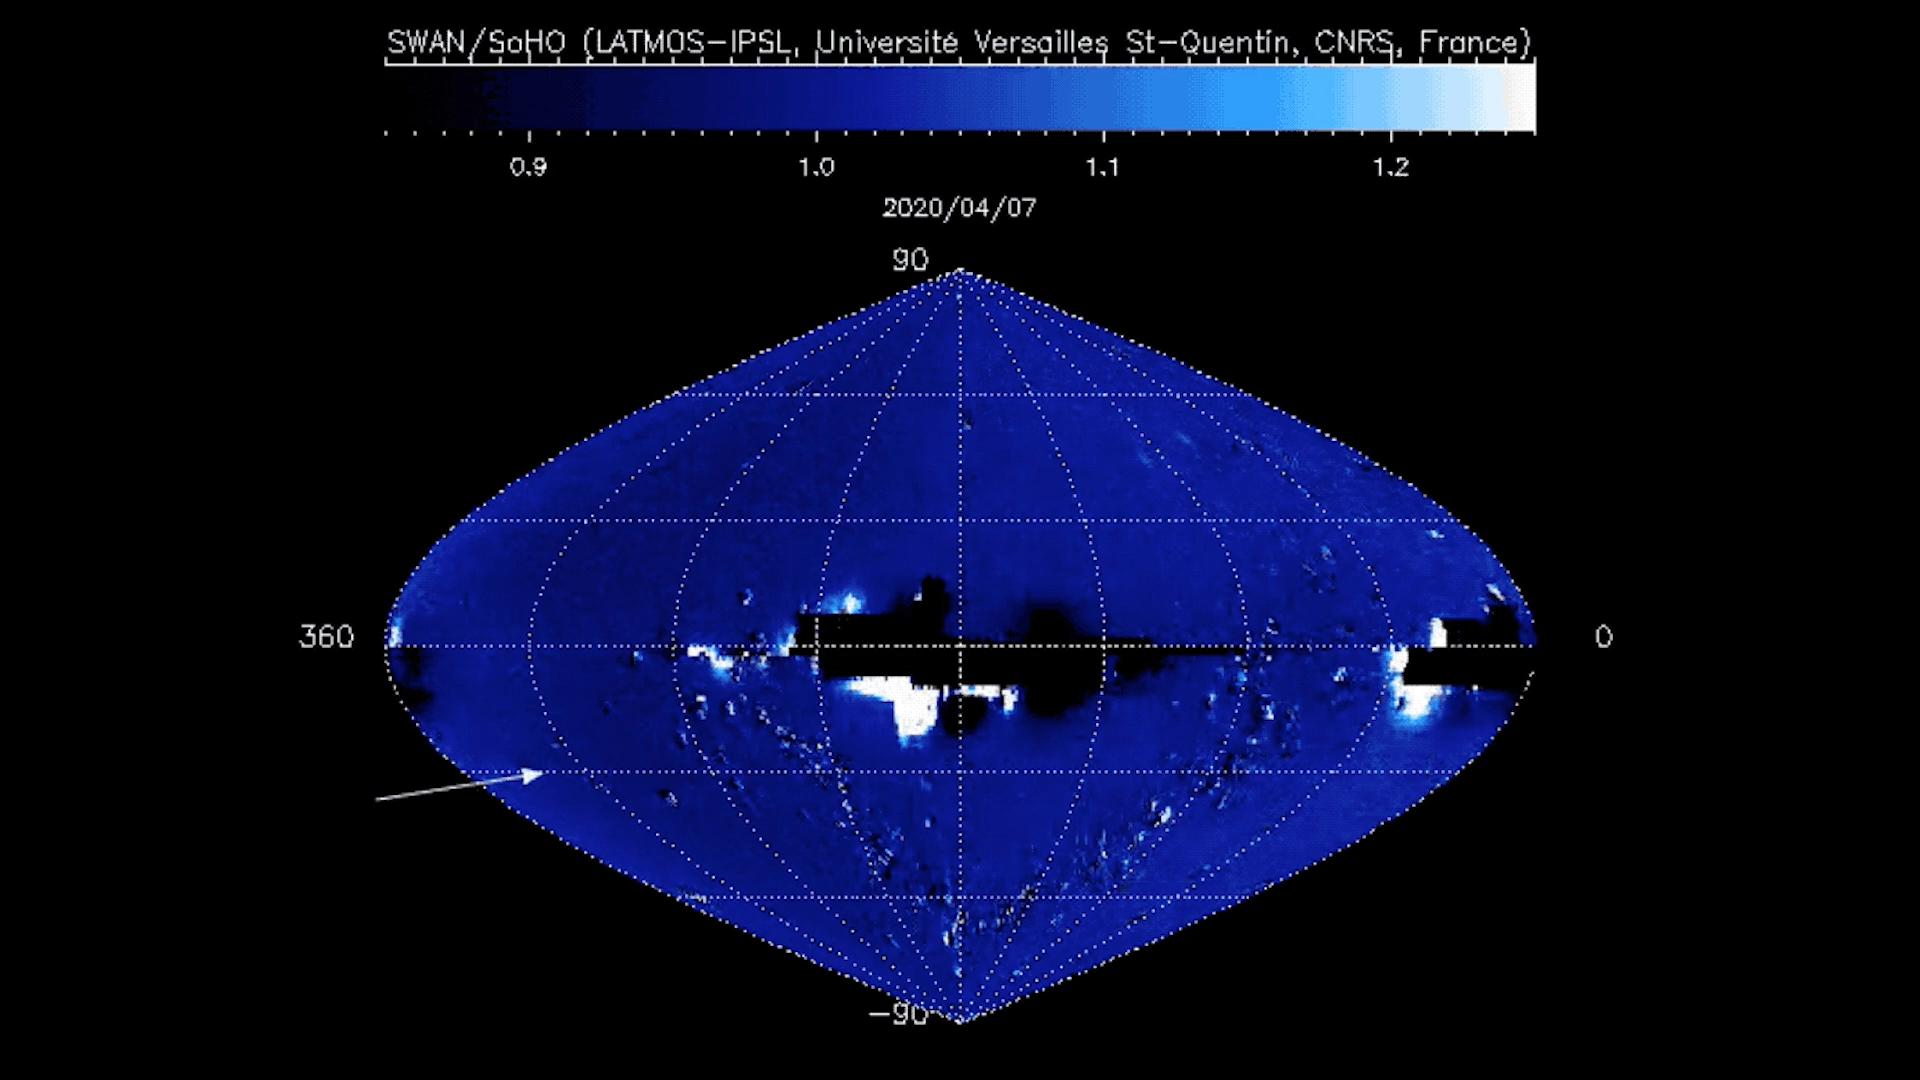 SWAN/SoHO (LATMOS-IPSL, Université Versailles St-Quentin, CNRS, France)
0.9 1.0 1.1 1.2
2020/04/07
90
360 0
-90